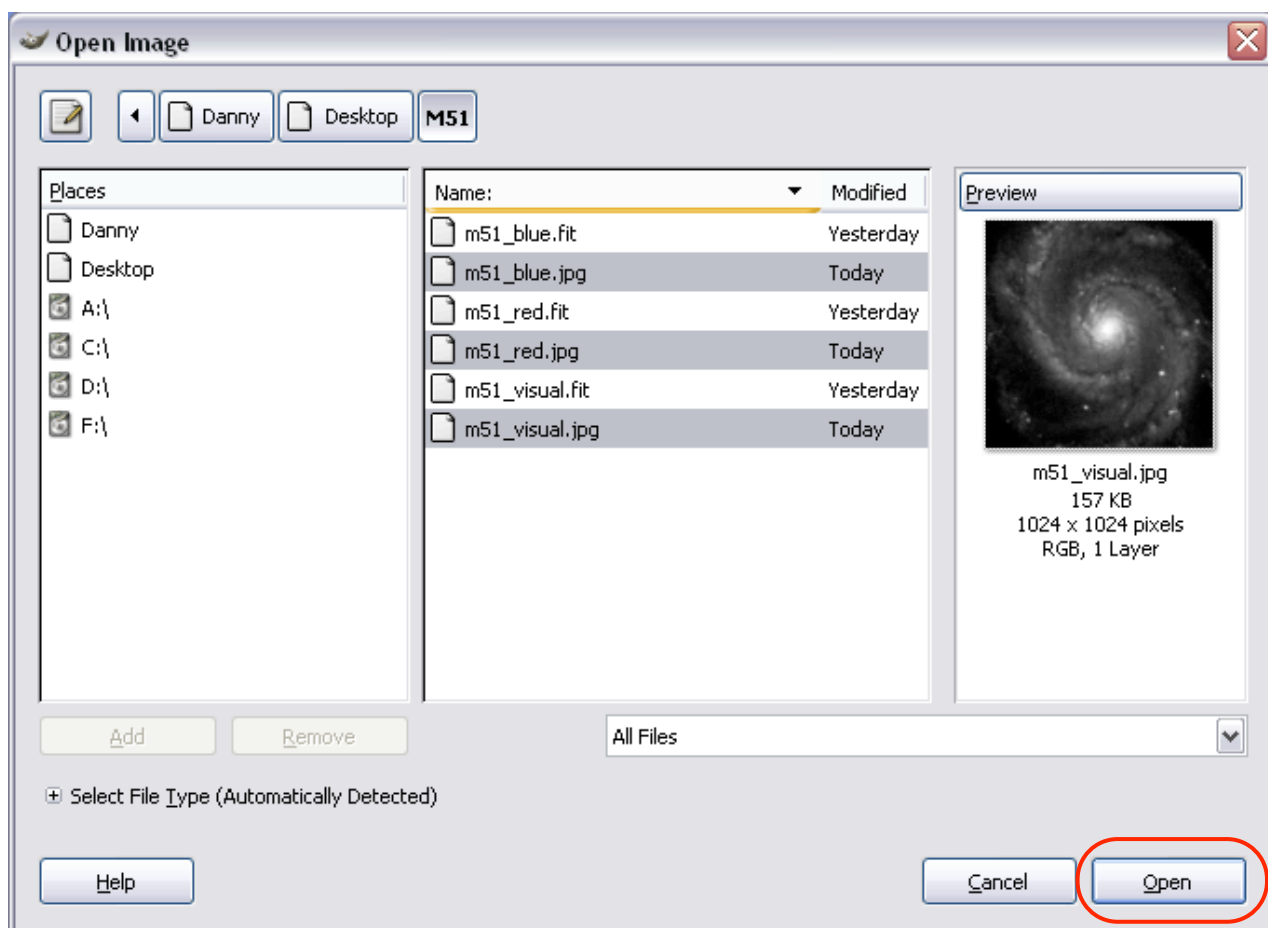 Open Image
Danny Desktop M51
Places
Danny
Desktop
A:\
C:\
D:\
F:\
Name: Modified
m51_blue.fit Yesterday
m51_blue.jpg Today
m51_red.fit Yesterday
m51_red.jpg Today
m51_visual.fit Yesterday
m51_visual.jpg Today
Preview
m51_visual.jpg
157 KB
1024 x 1024 pixels
RGB, 1 Layer
Add Remove All Files
Select File Type (Automatically Detected)
Help Cancel Open